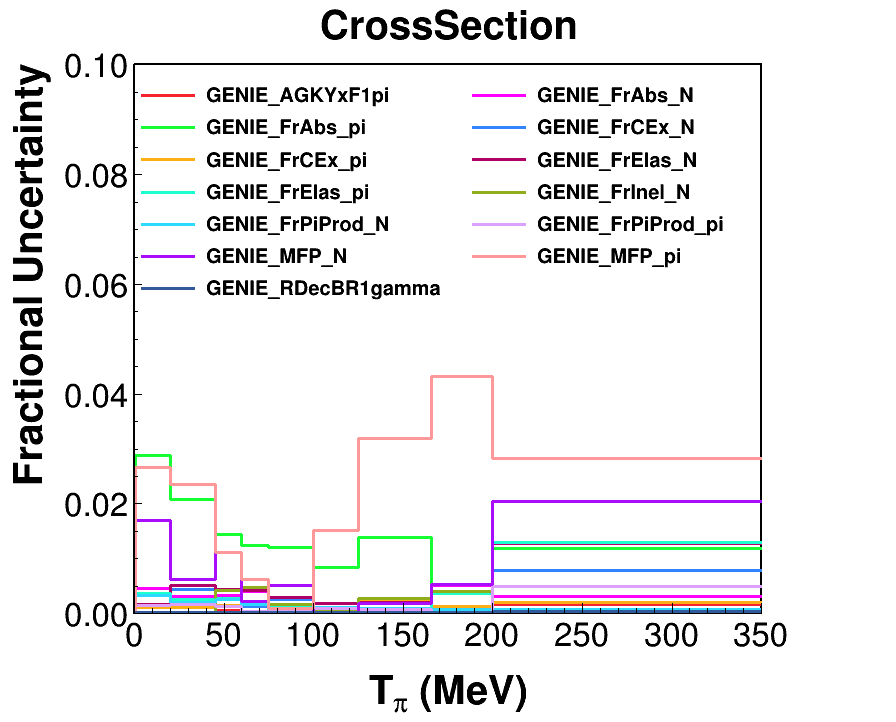 CrossSection
Fractional Uncertainty
0.10
0.08
0.06
0.04
0.02
0.00
GENIE_AGKYxF1pi
GENIE_FrAbs_pi
GENIE_FrCEx_pi
GENIE_FrElas_pi
GENIE_FrPiProd_N
GENIE_MFP_N
GENIE_RDecBR1gamma
GENIE_FrAbs_N
GENIE_FrCEx_N
GENIE_FrElas_N
GENIE_FrInel_N
GENIE_FrPiProd_pi
GENIE_MFP_pi
0 50 100 150 200 250 300 350
Tπ (MeV)